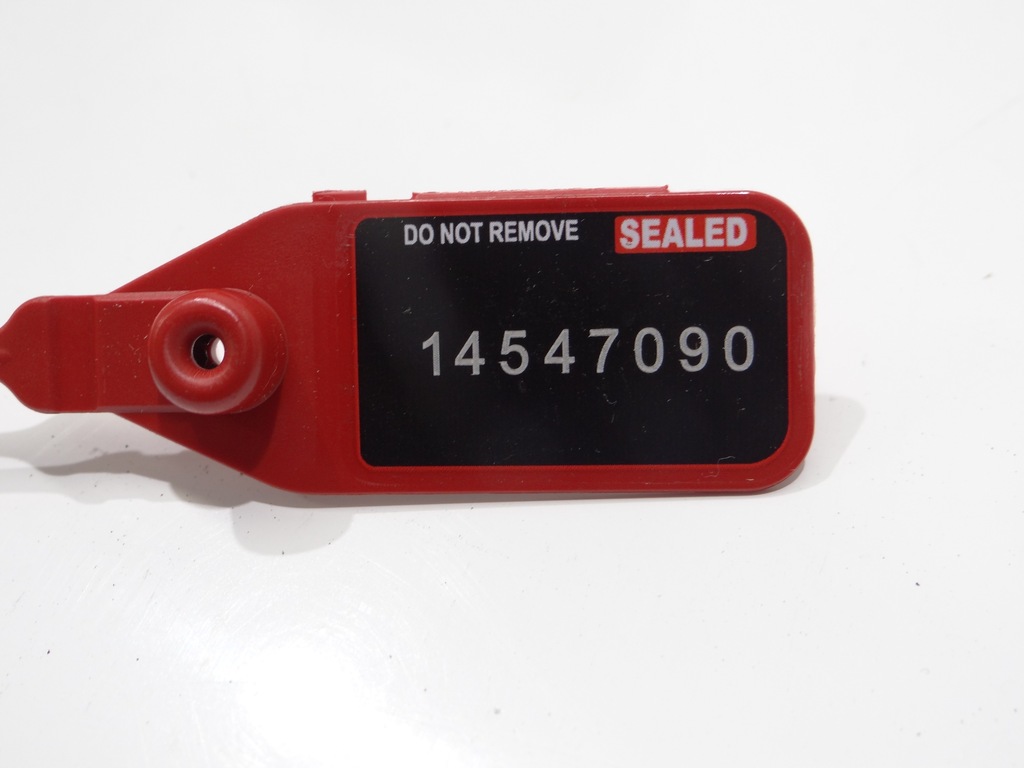 DO NOT REMOVE SEALED
14547090